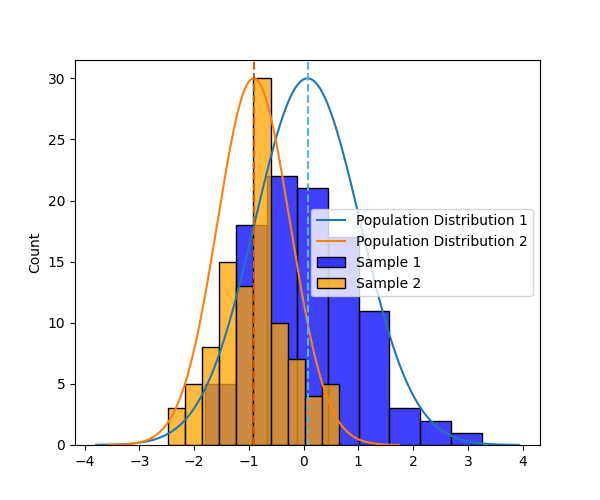 30
25
20
15
10
5
0
Count
Population Distribution 1
Population Distribution 2
Sample 1
Sample 2
−4 −3 −2 −1 0 1 2 3 4